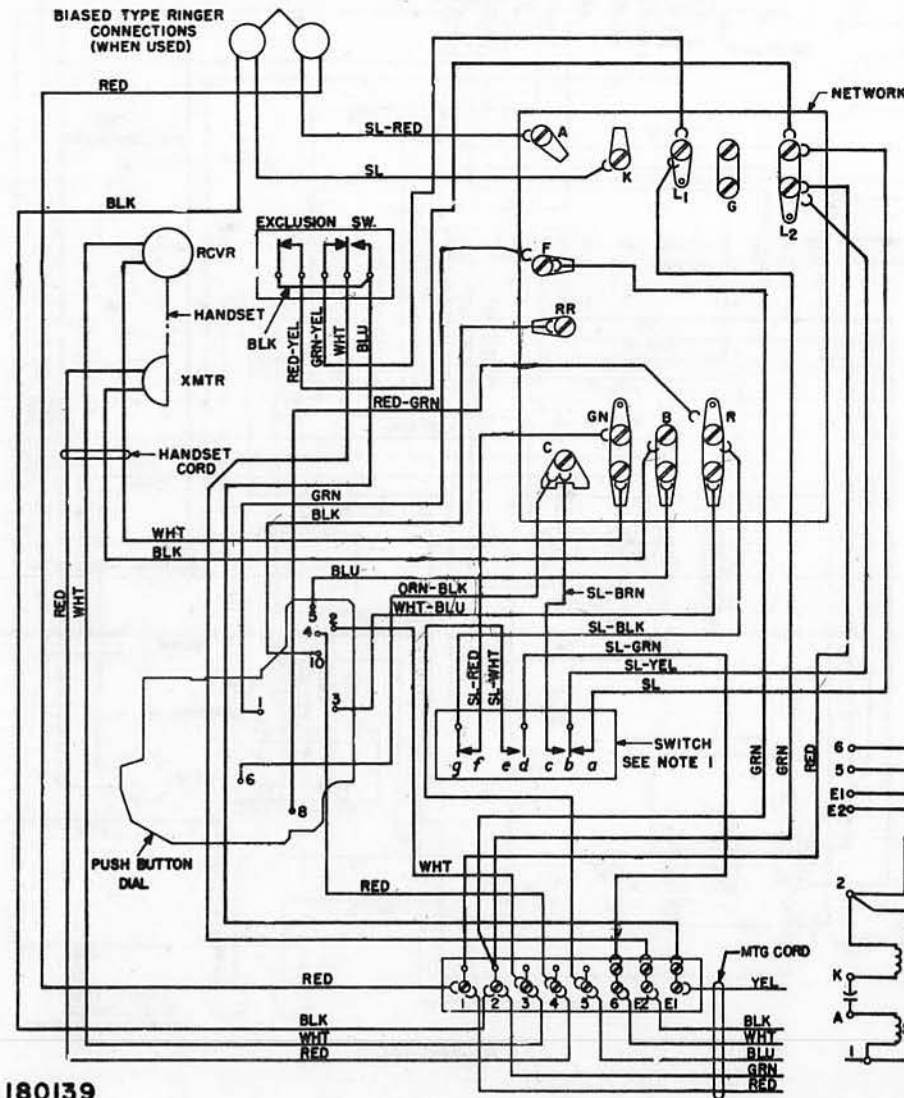 BIASED TYPE RINGER
CONNECTIONS
(WHEN USED)
RED
NETWORK
SL-RED
A
K
L1
G
L2
SL
BLK
EXCLUSION SW.
RCVR
F
HANDSET
BLK
RED-YEL
GRN-YEL
WHT
BLU
RR
XMTR
RED-GRN
GN
B
R
C
HANDSET
CORD
GRN
BLK
WHT
BLK
BLU
ORN-BLK
SL-BRN
WHT-BLU
RED
WHT
5
4
10
SL-BLK
SL-GRN
SL-YEL
SL
SL-RED
SL-WHT
1
3
6
8
g
f
e
d
c
b
a
SWITCH
SEE NOTE 1
GRN
GRN
RED
6
5
E1
E2
PUSH BUTTON
DIAL
WHT
RED
2
K
A
1
MTG CORD
RED
1
2
3
4
5
6
E2
E1
YEL
BLK
WHT
RED
BLK
WHT
BLU
GRN
RED
180139